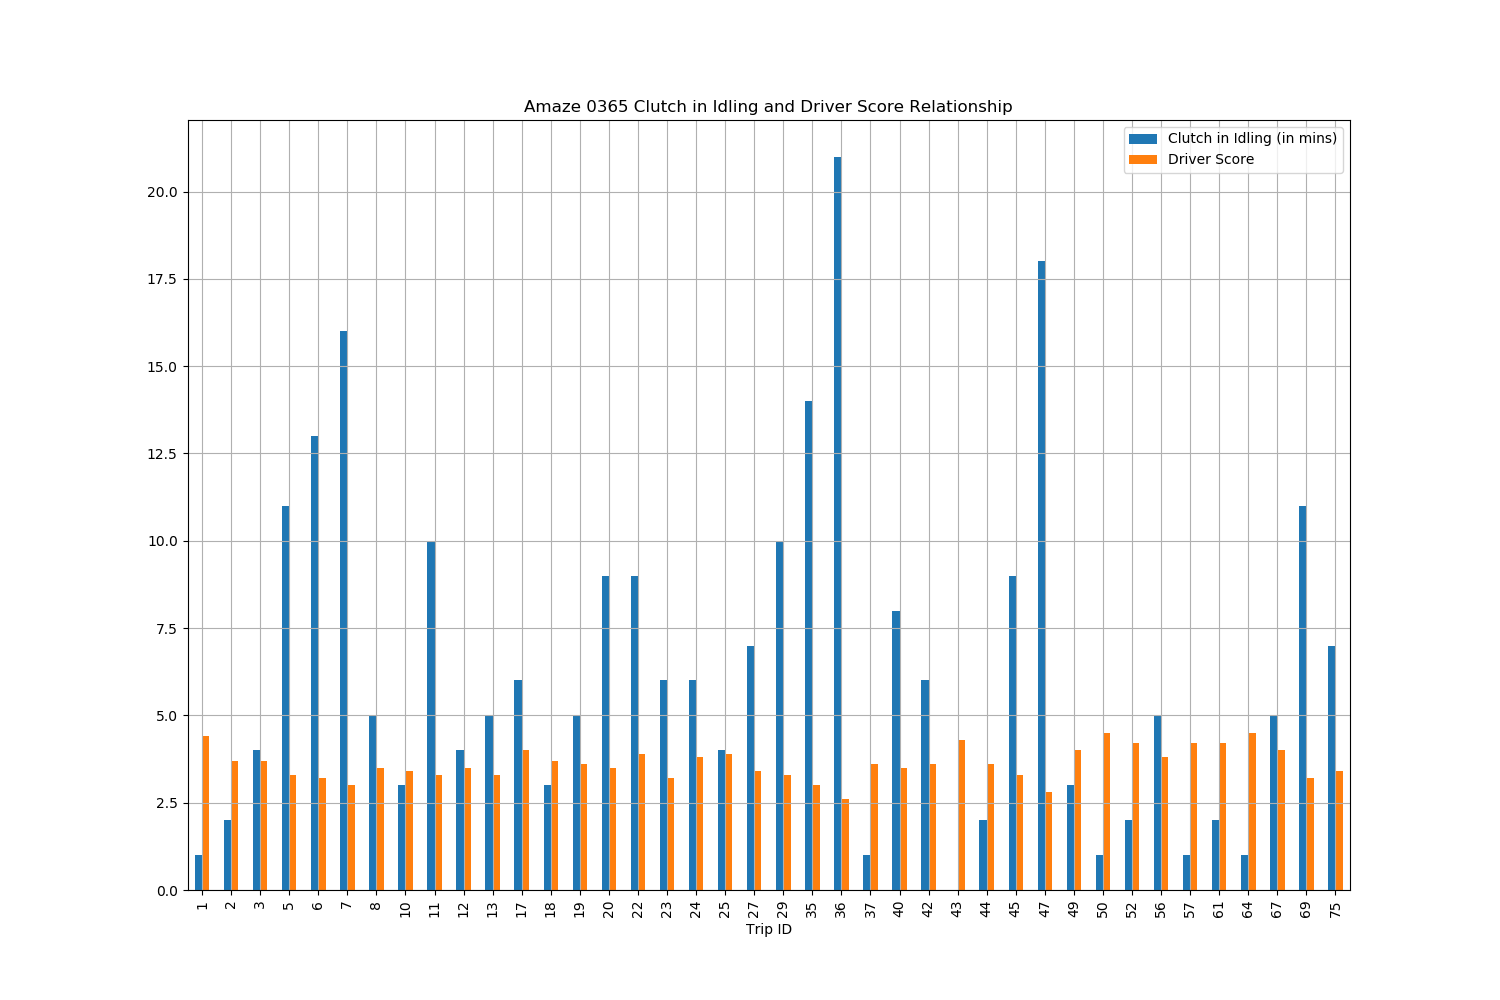 Amaze 0365 Clutch in Idling and Driver Score Relationship
Clutch in Idling (in mins)
Driver Score
20.0
17.5
15.0
12.5
10.0
7.5
5.0
2.5
0.0
1 2 3 5 6 7 8 10 11 12 13 17 18 19 20 22 23 24 25 27 29 35 36 37 40 42 43 44 45 47 49 50 52 56 57 61 64 67 69 75
Trip ID